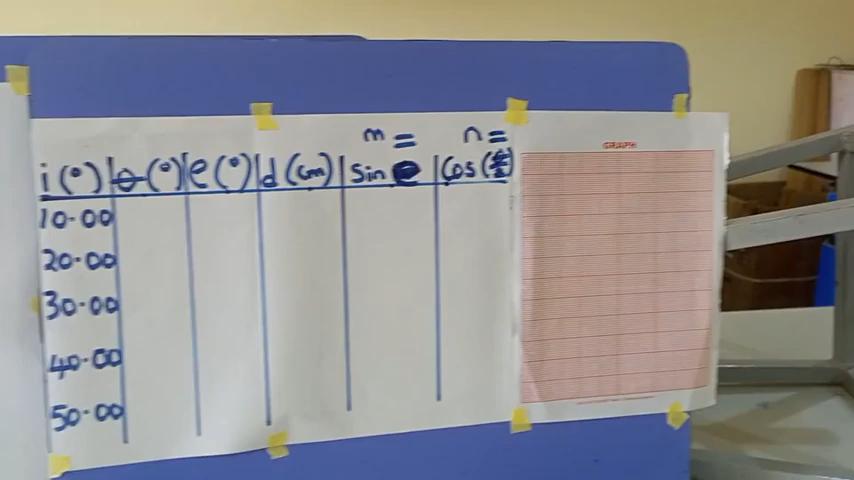 m = n =
i(°) θ(°) e(°) d(cm) Sin Cos
10.00
20.00
30.00
40.00
50.00
GRAPH